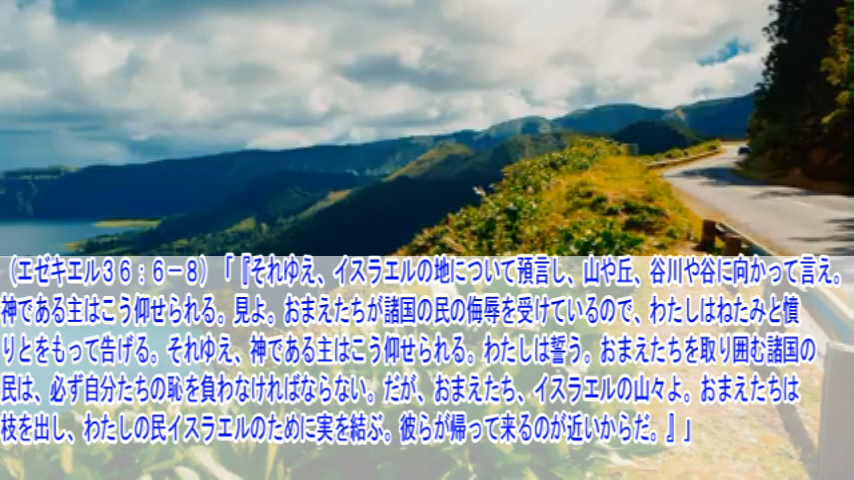 （エゼキエル３６：６－８）「『それゆえ、イスラエルの地について預言し、山や丘、谷川や谷に向かって言え。
神である主はこう仰せられる。見よ。おまえたちが諸国の民の侮辱を受けているので、わたしはねたみと憤
りとをもって告げる。それゆえ、神である主はこう仰せられる。わたしは誓う。おまえたちを取り囲む諸国の
民は、必ず自分たちの恥を負わなければならない。だが、おまえたち、イスラエルの山々よ。おまえたちは
枝を出し、わたしの民イスラエルのために実を結ぶ。彼らが帰って来るのが近いからだ。』」